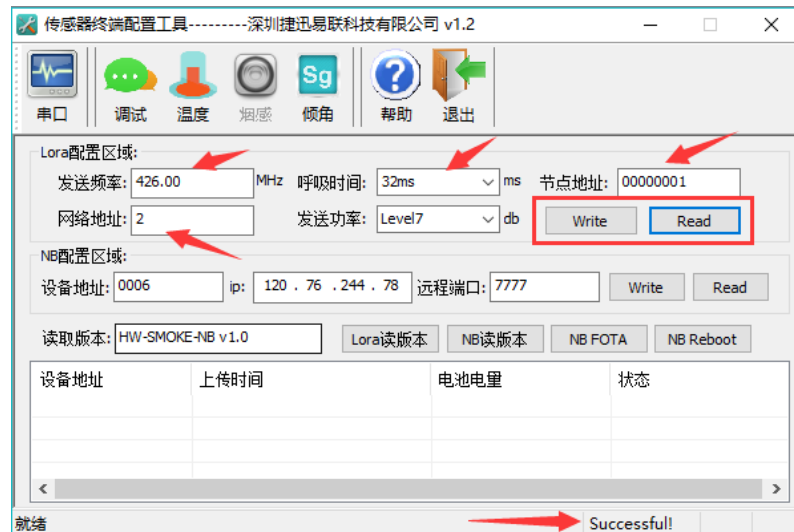 传感器终端配置工具---------深圳捷迅易联科技有限公司 v1.2
Sg
?
串口 调试 温度 烟感 倾角 帮助 退出
Lora配置区域:
发送频率: 426.00 MHz 呼吸时间: 32ms ms 节点地址: 00000001
网络地址: 2 发送功率: Level7 db Write Read
NB配置区域:
设备地址: 0006 ip: 120 . 76 .244 . 78 远程端口: 7777 Write Read
读取版本: HW-SMOKE-NB v1.0 Lora读版本 NB读版本 NB FOTA NB Reboot
设备地址 上传时间 电池电量 状态
就绪 Successful!